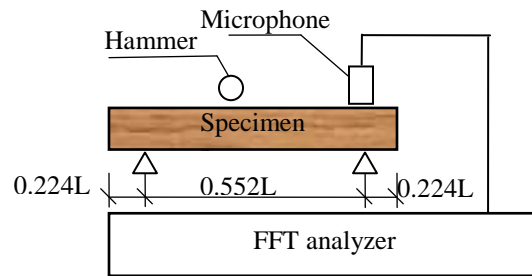 Microphone
Hammer
Specimen
0.224L
0.552L
0.224L
FFT analyzer